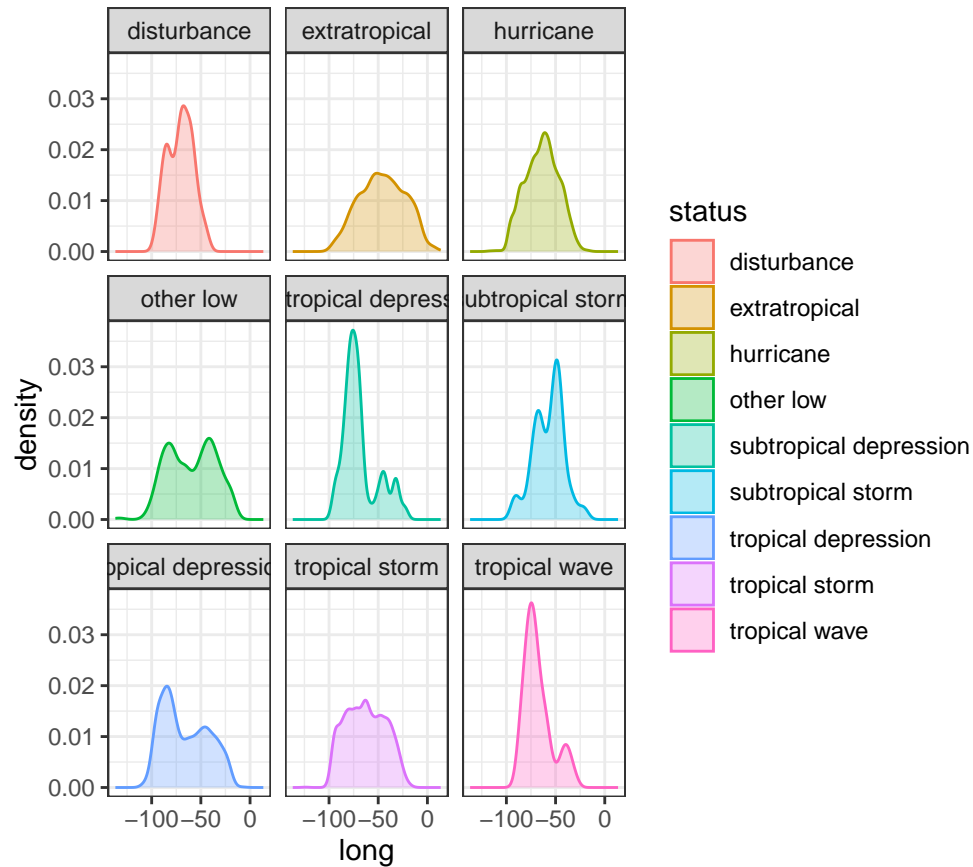 disturbance
extratropical
hurricane
0.03
0.02
0.01
0.00
other low
tropical depress
ubtropical storm
0.03
0.02
0.01
0.00
opical depressio
tropical storm
tropical wave
0.03
0.02
0.01
0.00
−100
−50
0
−100
−50
0
−100
−50
0
long
density
status
disturbance
extratropical
hurricane
other low
subtropical depression
subtropical storm
tropical depression
tropical storm
tropical wave